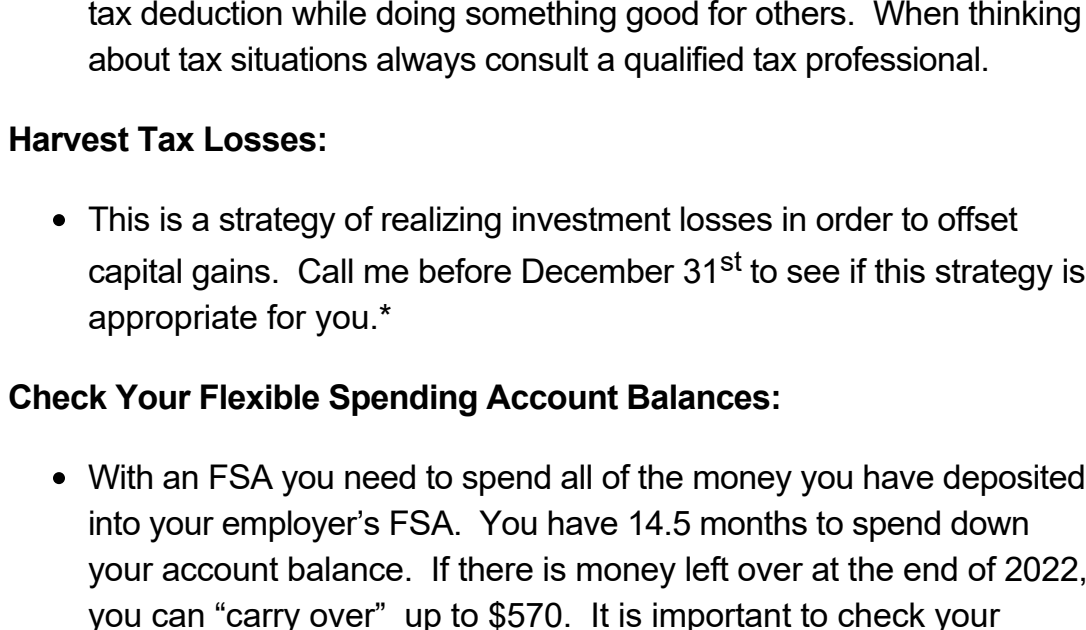 tax deduction while doing something good for others.  When thinking
about tax situations always consult a qualified tax professional.
Harvest Tax Losses:
• This is a strategy of realizing investment losses in order to offset
capital gains.  Call me before December 31st to see if this strategy is
appropriate for you.*
Check Your Flexible Spending Account Balances:
• With an FSA you need to spend all of the money you have deposited
into your employer’s FSA.  You have 14.5 months to spend down
your account balance.  If there is money left over at the end of 2022,
you can “carry over”  up to $570.  It is important to check your